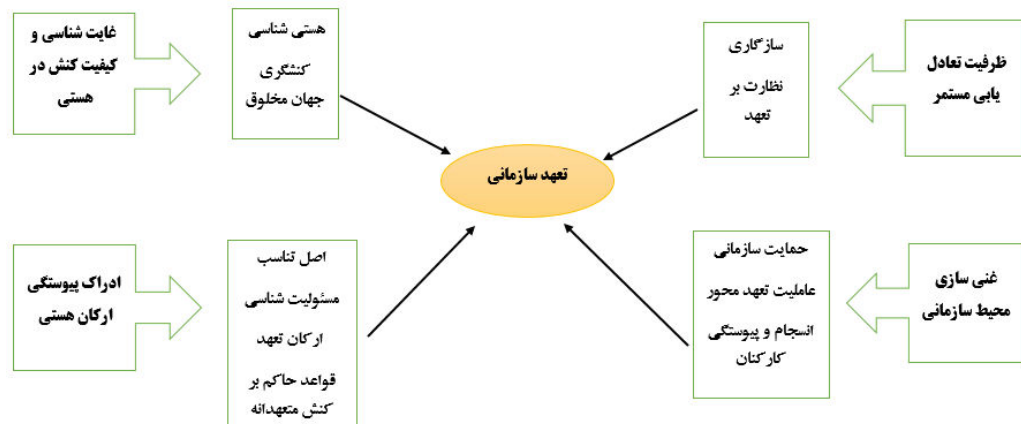 ظرفیت تعادل
یابی مستمر
سازگاری
نظارت بر
تعهد
هستی شناسی
کنشگری
جهان مخلوق
غایت شناسی و
کیفیت کنش در
هستی
تعهد سازمانی
غنی سازی
محیط سازمانی
حمایت سازمانی
عاملیت تعهد محور
انسجام و پیوستگی
کارکنان
اصل تناسب
مسئولیت شناسی
ارکان تعهد
قواعد حاکم بر
کنش متعهدانه
ادراک پیوستگی
ارکان هستی